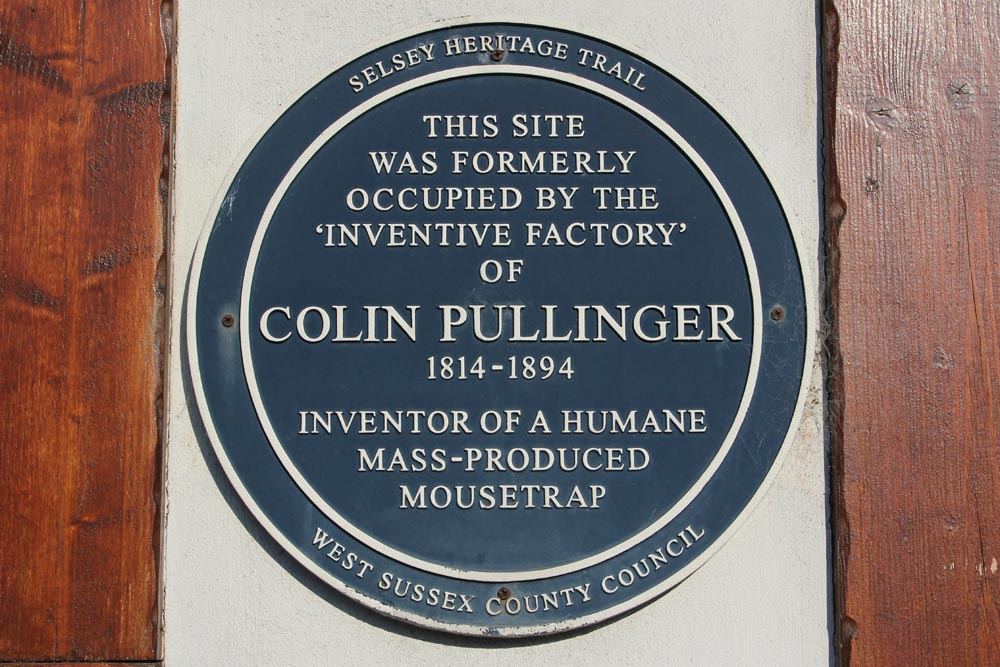 SELSEY HERITAGE TRAIL
THIS SITE
WAS FORMERLY
OCCUPIED BY THE
‘INVENTIVE FACTORY’
OF
COLIN PULLINGER
1814-1894
INVENTOR OF A HUMANE
MASS-PRODUCED
MOUSETRAP
WEST SUSSEX COUNTY COUNCIL